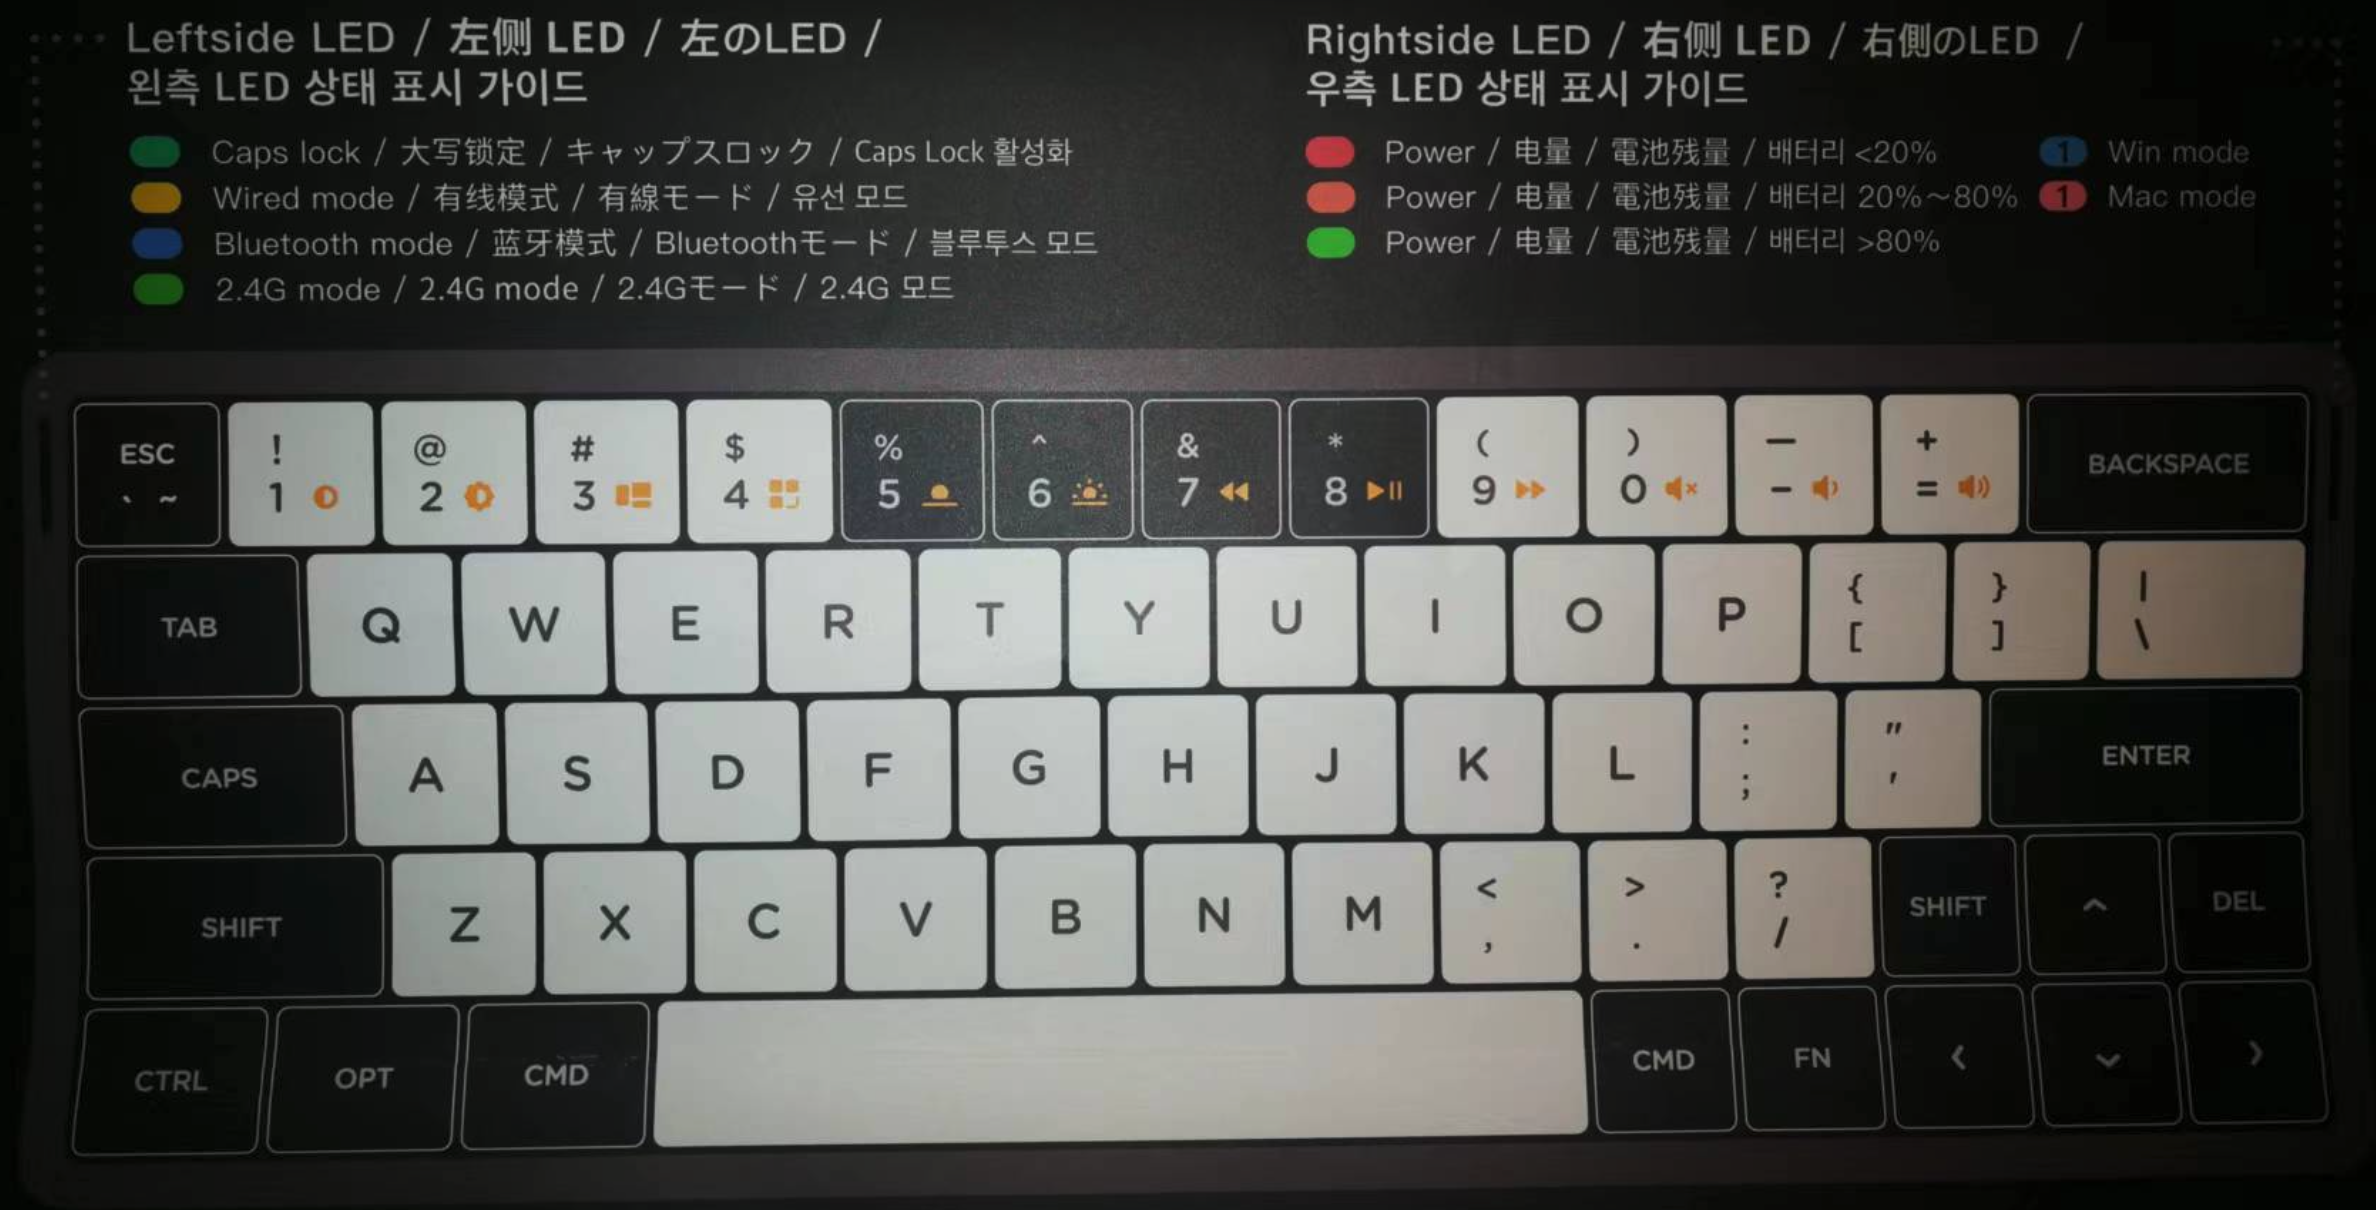 Leftside LED / 左侧 LED / 左のLED /
왼측 LED 상태 표시 가이드
Caps lock / 大写锁定 / キャップスロック / Caps Lock 활성화
Wired mode / 有线模式 / 有線モード / 유선 모드
Bluetooth mode / 蓝牙模式 / Bluetoothモード / 블루투스 모드
2.4G mode / 2.4G mode / 2.4Gモード / 2.4G 모드
Rightside LED / 右侧 LED / 右側のLED /
우측 LED 상태 표시 가이드
Power / 电量 / 電池残量 / 배터리 <20%
Power / 电量 / 電池残量 / 배터리 20%～80%
Power / 电量 / 電池残量 / 배터리 >80%
1 Win mode
1 Mac mode
ESC ! @ # $ % ^ & * ( ) — + BACKSPACE
` ~ 1 2 3 4 5 6 7 8 9 0 - =
TAB Q W E R T Y U I O P { } |
[ ] \
CAPS A S D F G H J K L : " ENTER
; '
SHIFT Z X C V B N M < > ? SHIFT ^ DEL
, . /
CTRL OPT CMD CMD FN